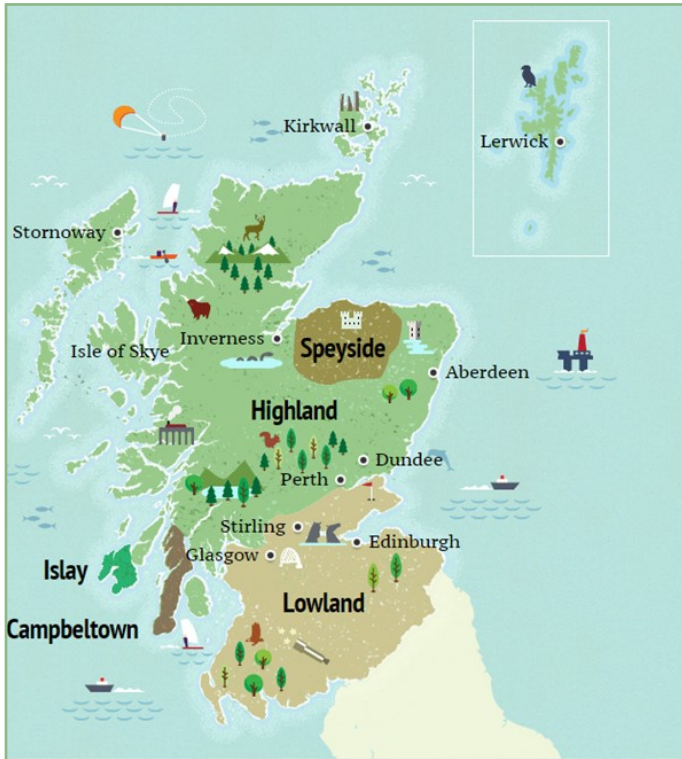 Kirkwall
Lerwick
Stornoway
Inverness
Isle of Skye
Speyside
Aberdeen
Highland
Dundee
Perth
Stirling
Edinburgh
Glasgow
Islay
Lowland
Campbeltown